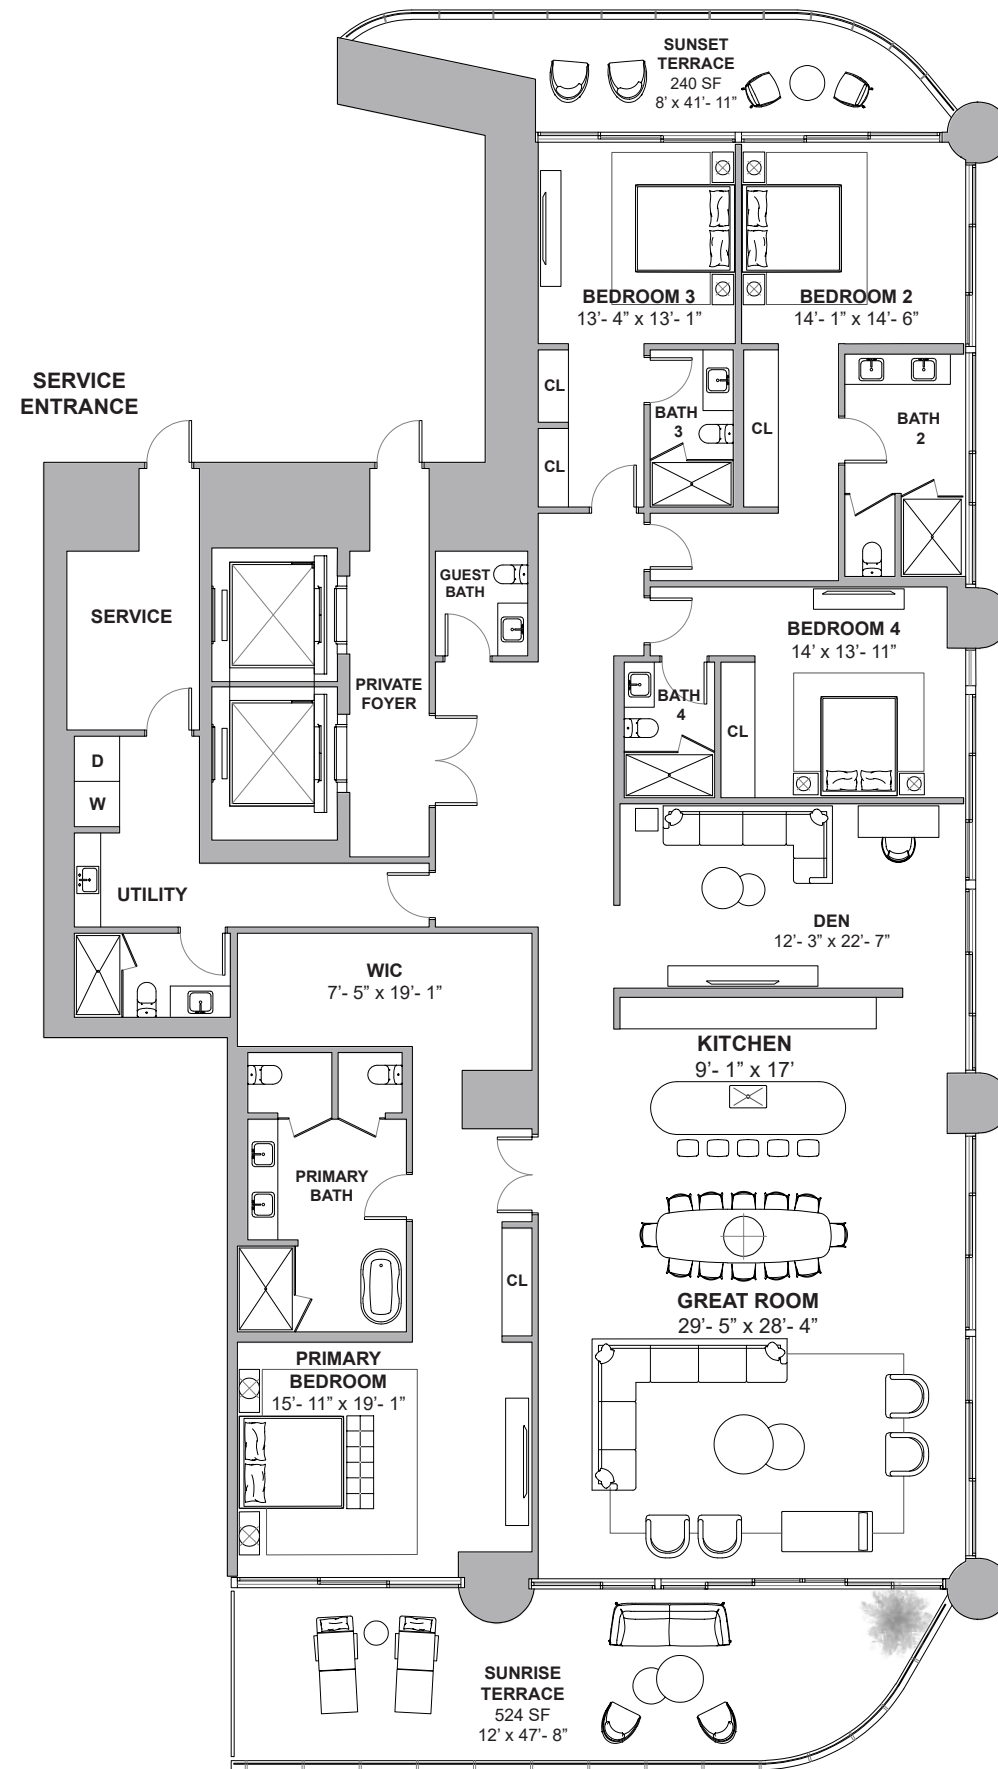 SUNSET
TERRACE
240 SF
8’ x 41’- 11”
BEDROOM 3
13’- 4” x 13’- 1”
BEDROOM 2
14’- 1” x 14’- 6”
SERVICE
ENTRANCE
CL
CL
BATH
3
CL
BATH
2
GUEST
BATH
SERVICE
BEDROOM 4
14’ x 13’- 11”
PRIVATE
FOYER
BATH
4
CL
D
W
UTILITY
DEN
12’- 3” x 22’- 7”
WIC
7’- 5” x 19’- 1”
KITCHEN
9’- 1” x 17’
PRIMARY
BATH
CL
GREAT ROOM
29’- 5” x 28’- 4”
PRIMARY
BEDROOM
15’- 11” x 19’- 1”
SUNRISE
TERRACE
524 SF
12’ x 47’- 8”